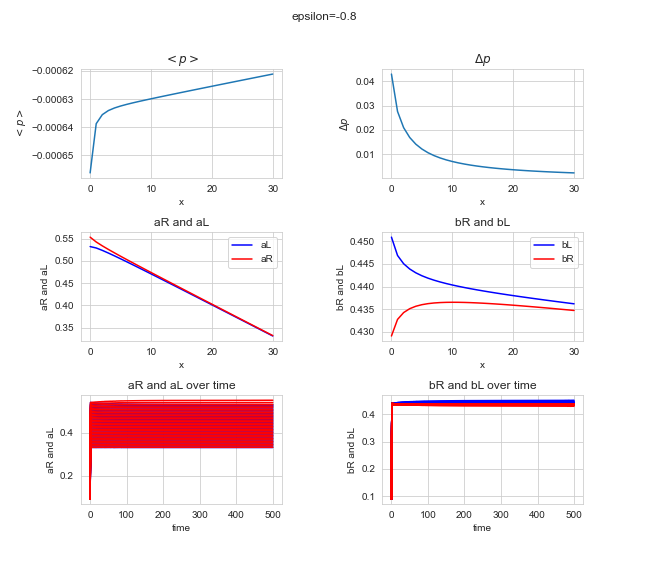 epsilon=-0.8
< p >
Δp
−0.00062
−0.00063
−0.00064
−0.00065
< p >
0 10 20 30
x
0.04
0.03
0.02
0.01
Δp
0 10 20 30
x
aR and aL
bR and bL
0.55
0.50
0.45
0.40
0.35
aR and aL
aL
aR
0 10 20 30
x
0.450
0.445
0.440
0.435
0.430
bR and bL
bL
bR
0 10 20 30
x
aR and aL over time
bR and bL over time
0.4
0.2
aR and aL
0 100 200 300 400 500
time
0.4
0.3
0.2
0.1
bR and bL
0 100 200 300 400 500
time